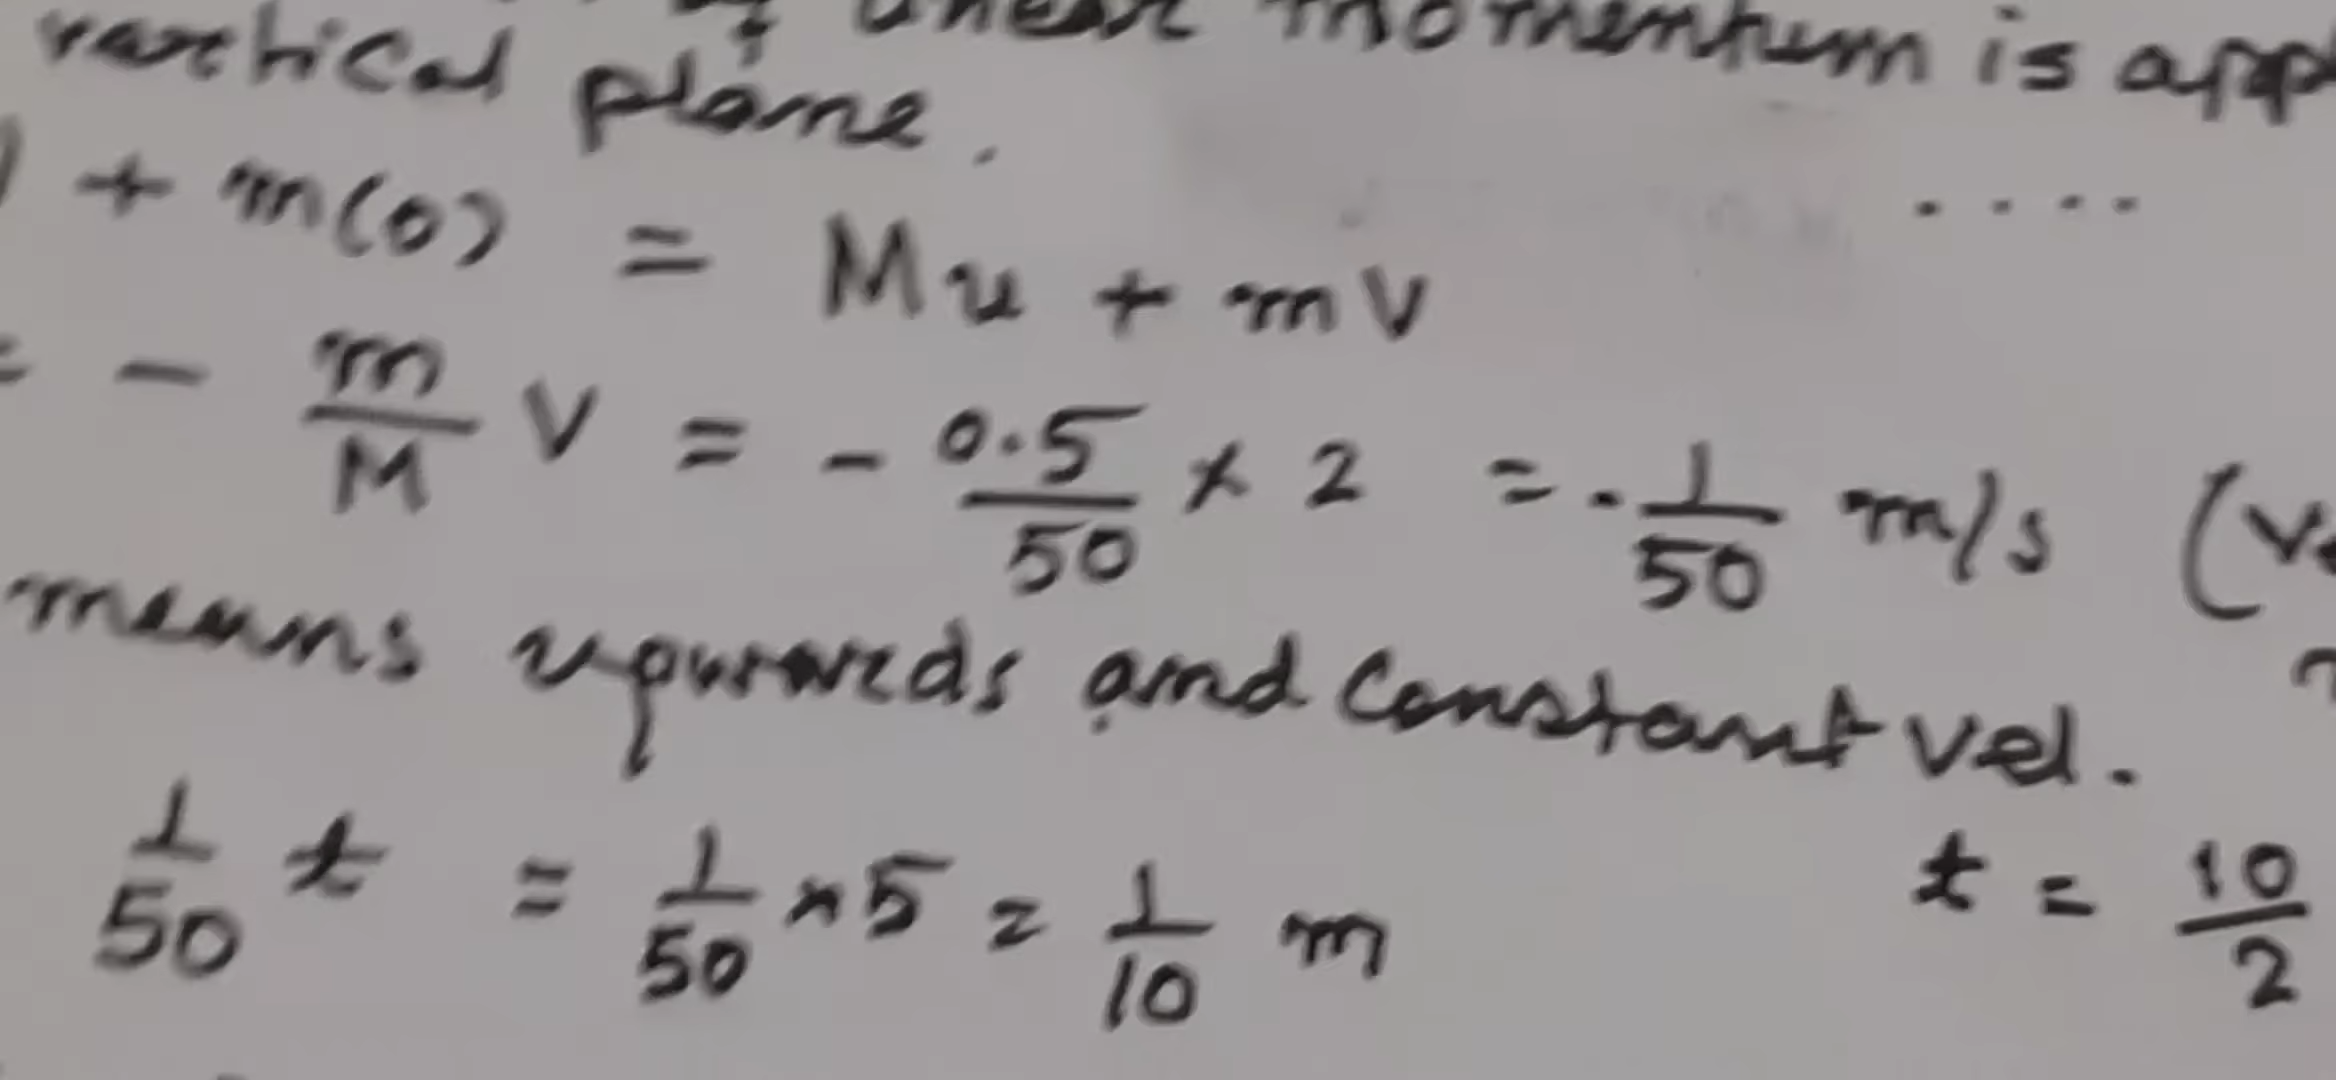 linear momentum is
vertical plane.
) + m(0) = Mu + mV
= - m/M V = - 0.5/50 × 2 = - 1/50 m/s (
means upwards and constant vel.
1/50 t = 1/50 × 5 = 1/10 m t = 10/2